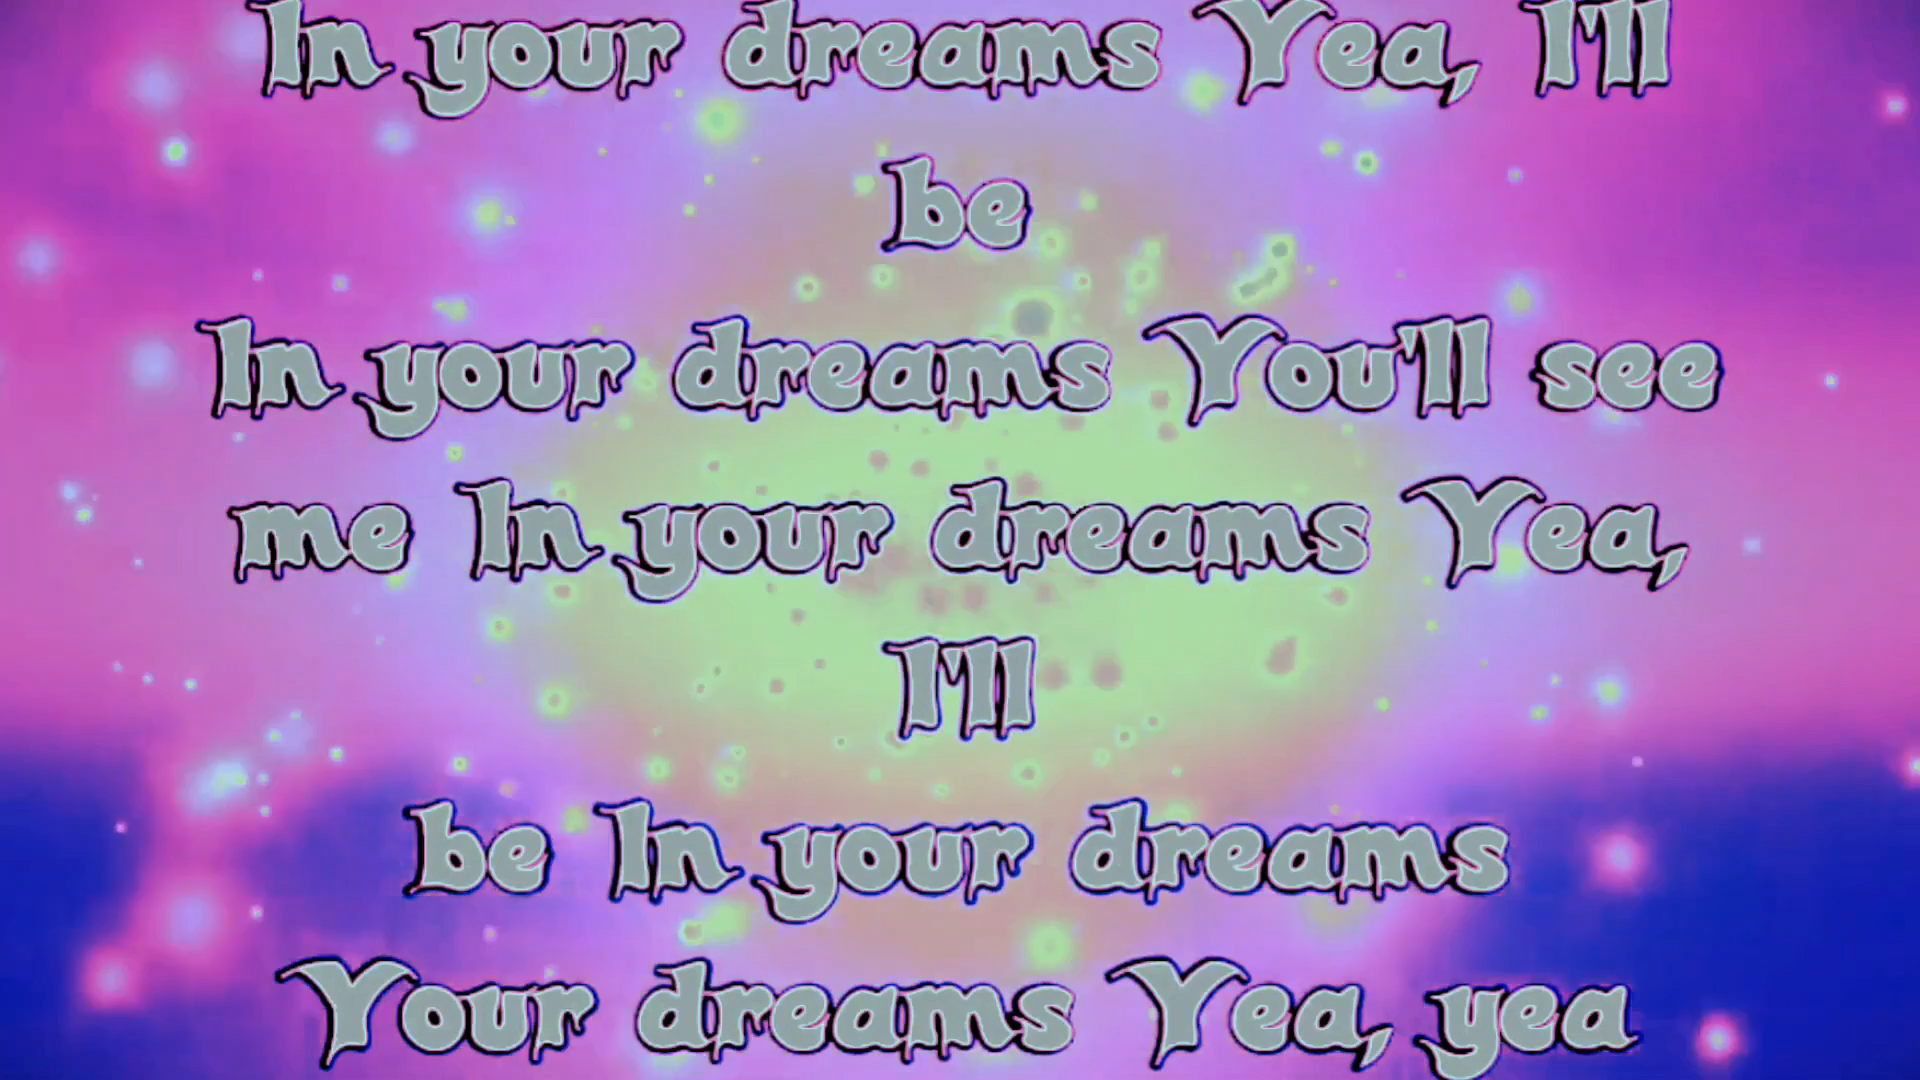 In your dreams Yea, I'll
be
In your dreams You'll see
me In your dreams Yea,
I'll
be In your dreams
Your dreams Yea, yea